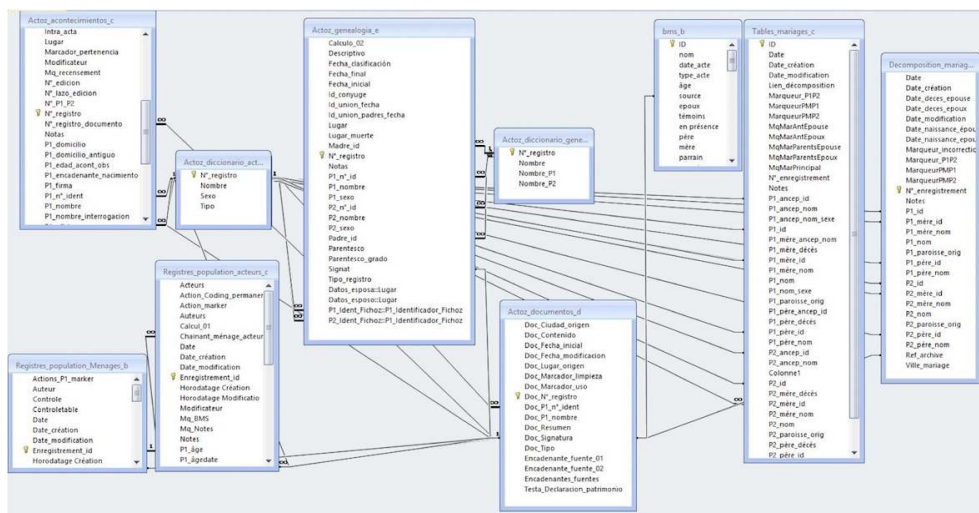 Actoz_acontecimientos_c
Intra_acta
Lugar
Marcador_pertenencia
Modificateur
Mq_recensement
N°_edicion
N°_lazo_edicion
N°_P1_P2
N°_registro
N°_registro_documento
Notas
P1_domicilio
P1_domicilio_antiguo
P1_edad_acont_obs
P1_encadenante_nacimiento
P1_firma
P1_n°_ident
P1_nombre
P1_nombre_interrogacion
Actoz_diccionario_act...
N°_registro
Nombre
Sexo
Tipo
Actoz_genealogia_e
Calculo_02
Descriptivo
Fecha_clasificación
Fecha_final
Fecha_inicial
Id_conyuge
Id_union_fecha
Id_union_padres_fecha
Lugar
Lugar_muerte
Madre_id
N°_registro
Notas
P1_n°_id
P1_nombre
P1_sexo
P2_n°_id
P2_nombre
P2_sexo
Padre_id
Parentesco
Parentesco_grado
Signat
Tipo_registro
Datos_esposa::Lugar
Datos_esposo::Lugar
P1_Ident_Fichoz::P1_Identificador_Fichoz
P2_Ident_Fichoz::P1_Identificador_Fichoz
Actoz_diccionario_gene...
N°_registro
Nombre
Nombre_P1
Nombre_P2
bms_b
ID
nom
date_acte
type_acte
âge
source
epoux
témoins
en présence
père
mère
parrain
Tables_mariages_c
ID
Date
Date_création
Date_modification
Lien_décomposition
Marqueur_P1P2
MarqueurPMP1
MarqueurPMP2
MqMarAntEpouse
MqMarAntEpoux
MqMarParentsEpouse
MqMarParentsEpoux
MqMarPrincipal
N°_enregistrement
Notes
P1_ancep_id
P1_ancep_nom
P1_ancep_nom_sexe
P1_id
P1_mère_ancep_nom
P1_mère_décès
P1_mère_id
P1_mère_nom
P1_nom
P1_nom_sexe
P1_paroisse_orig
P1_père_ancep_id
P1_père_décès
P1_père_id
P1_père_nom
P2_ancep_id
P2_ancep_nom
Colonne1
P2_id
P2_mère_décès
P2_mère_id
P2_mère_nom
P2_nom
P2_paroisse_orig
P2_père_décès
P2_père_id
Decomposition_mariag...
Date
Date_création
Date_deces_epouse
Date_deces_epoux
Date_modification
Date_naissance_épou
Date_naissance_epou
Marqueur_incorrectio
Marqueur_P1P2
MarqueurPMP1
MarqueurPMP2
N°_enregistrement
Notes
P1_id
P1_mère_id
P1_mère_nom
P1_nom
P1_paroisse_orig
P1_père_id
P1_père_nom
P2_id
P2_mère_id
P2_mère_nom
P2_nom
P2_paroisse_orig
P2_père_id
P2_père_nom
Ref_archive
Ville_mariage
Registres_population_acteurs_c
Acteurs
Action_Coding_permaner
Action_marker
Auteurs
Calcul_01
Chainant_ménage_acteur
Date
Date_création
Date_modification
Enregistrement_id
Horodatage Création
Horodatage Modificatio
Modificateur
Mq_BMS
Mq_Notes
Notes
P1_âge
P1_âgedate
Registres_population_Menages_b
Actions_P1_marker
Auteur
Controle
Controletable
Date
Date_création
Date_modification
Enregistrement_id
Horodatage Création
Actoz_documentos_d
Doc_Ciudad_origen
Doc_Contenido
Doc_Fecha_inicial
Doc_Fecha_modificacion
Doc_Lugar_origen
Doc_Marcador_limpieza
Doc_Marcador_uso
Doc_N°_registro
Doc_P1_n°_ident
Doc_P1_nombre
Doc_Resumen
Doc_Signatura
Doc_Tipo
Encadenante_fuente_01
Encadenante_fuente_02
Encadenantes_fuentes
Testa_Declaracion_patrimonio